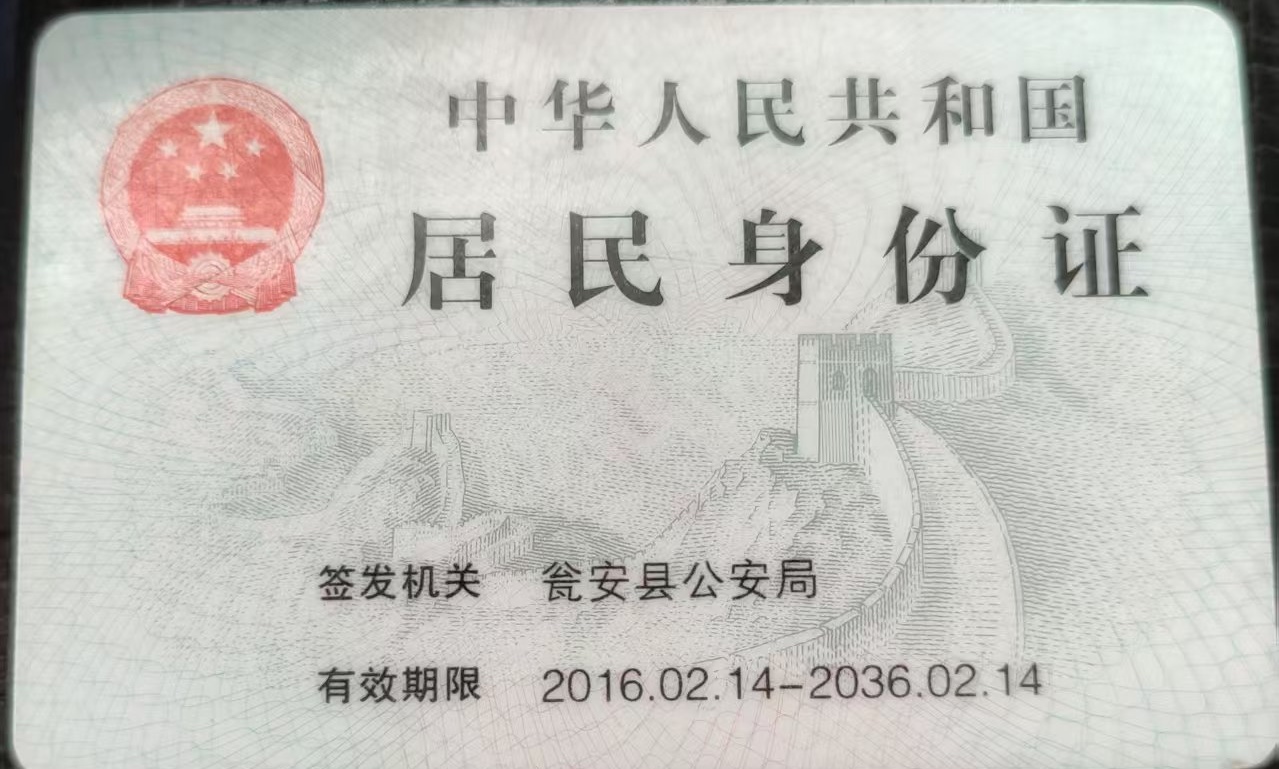 中华人民共和国
居民身份证
签发机关 瓮安县公安局
有效期限 2016.02.14-2036.02.14